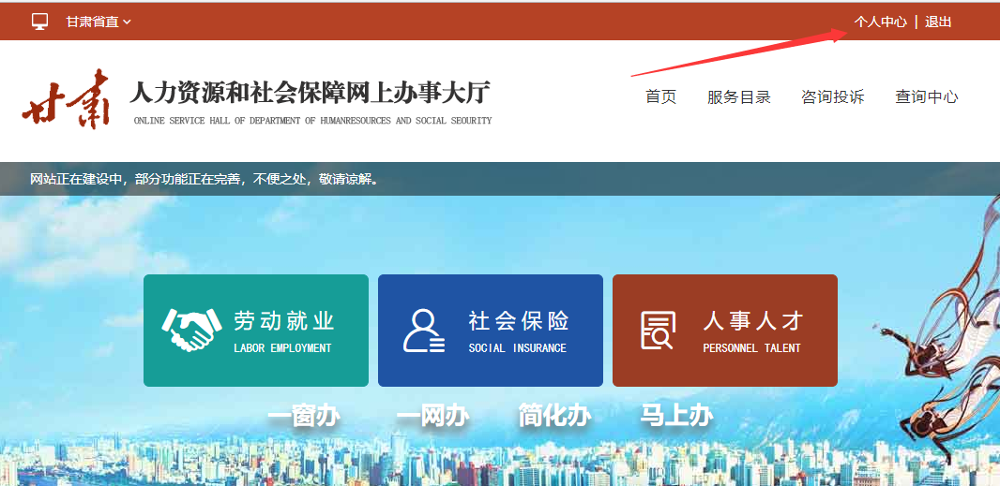 甘肃省直
个人中心 | 退出
甘肃
人力资源和社会保障网上办事大厅
ONLINE SERVICE HALL OF DEPARTMENT OF HUMANRESOURCES AND SOCIAL SEOURITY
首页 服务目录 咨询投诉 查询中心
网站正在建设中，部分功能正在完善，不便之处，敬请谅解。
劳动就业
LABOR EMPLOYMENT
社会保险
SOCIAL INSURANCE
人事人才
PERSONNEL TALENT
一窗办 一网办 简化办 马上办